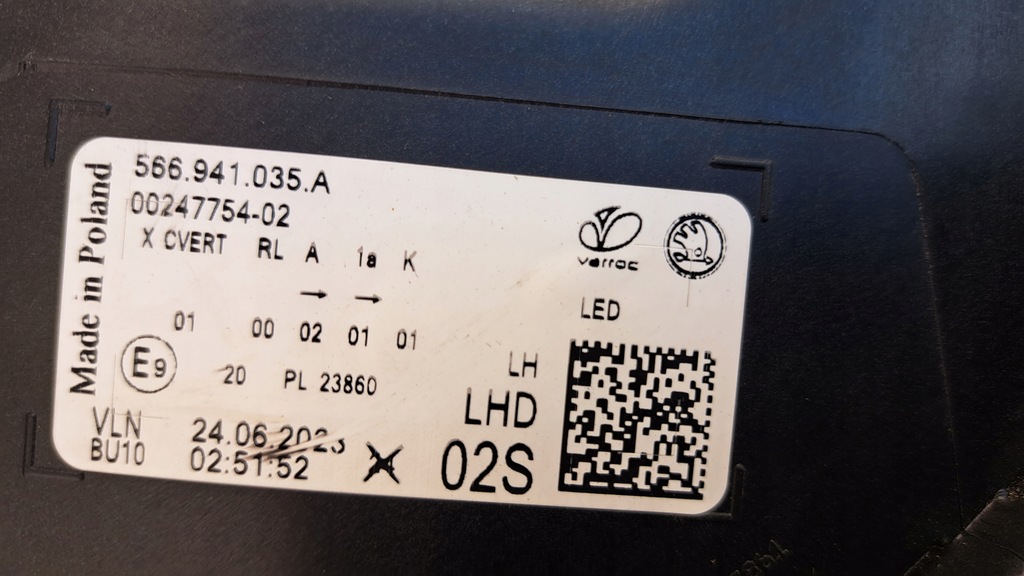 Made in Poland
566.941.035.A
00247754-02
X CVERT RL A 1a K
→ →
01 00 02 01 01
E9 20 PL 23860
VLN 24.06.2023
BU10 02:51:52
varroc
LED
LH
LHD
02S